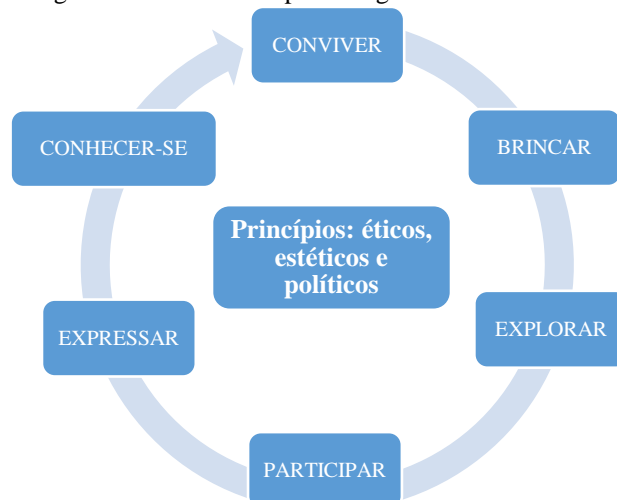 CONVIVER
BRINCAR
EXPLORAR
PARTICIPAR
EXPRESSAR
CONHECER-SE
Princípios: éticos,
estéticos e
políticos